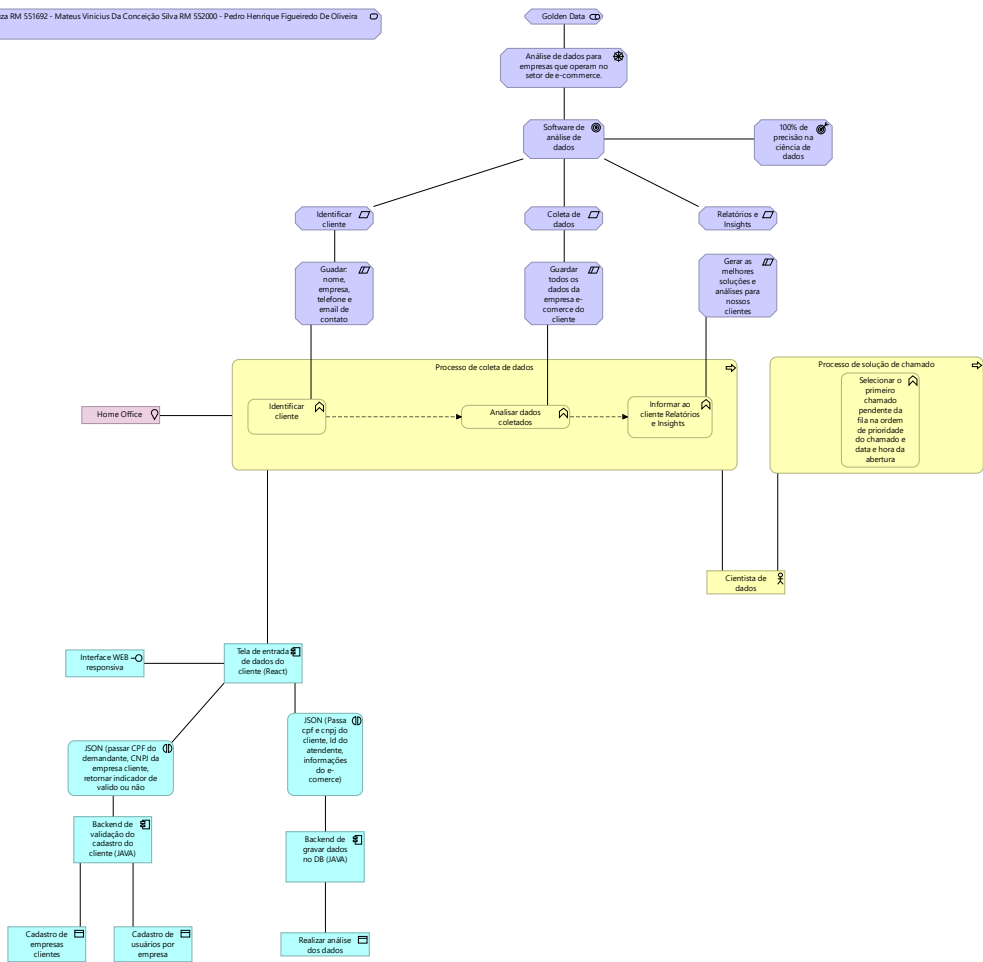 za RM 551692 - Mateus Vinicius Da Conceição Silva RM 552000 - Pedro Henrique Figueiredo De Oliveira
Golden Data
Análise de dados para
empresas que operam no
setor de e-commerce.
Software de
análise de
dados
100% de
precisão na
ciência de
dados
Identificar
cliente
Coleta de
dados
Relatórios e
Insights
Guadar:
nome,
empresa,
telefone e
email de
contato
Guardar
todos os
dados da
empresa e-
comerce do
cliente
Gerar as
melhores
soluções e
análises para
nossos
clientes
Processo de coleta de dados
Identificar
cliente
Analisar dados
coletados
Informar ao
cliente Relatórios
e Insights
Processo de solução de chamado
Selecionar o
primeiro
chamado
pendente da
fila na ordem
de prioridade
do chamado e
data e hora da
abertura
Home Office
Cientista de
dados
Interface WEB
responsiva
Tela de entrada
de dados do
cliente (React)
JSON (passar CPF do
demandante, CNPJ da
empresa cliente,
retornar indicador de
valido ou não
JSON (Passa
cpf e cnpj do
cliente, Id do
atendente,
informações
do e-
comerce)
Backend de
validação do
cadastro do
cliente (JAVA)
Backend de
gravar dados
no DB (JAVA)
Cadastro de
empresas
clientes
Cadastro de
usuários por
empresa
Realizar análise
dos dados